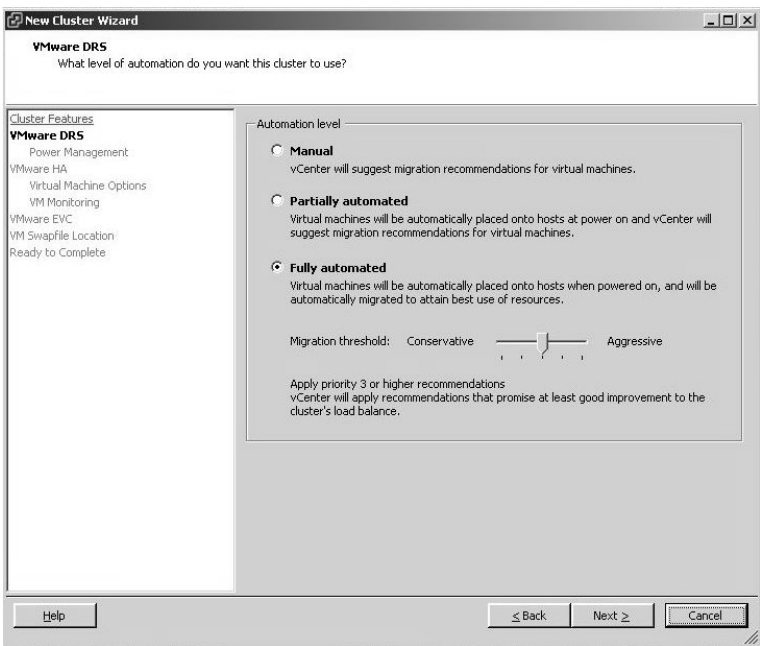 New Cluster Wizard
VMware DRS
What level of automation do you want this cluster to use?
Cluster Features
VMware DRS
Power Management
VMware HA
Virtual Machine Options
VM Monitoring
VMware EVC
VM Swapfile Location
Ready to Complete
Automation level
Manual
vCenter will suggest migration recommendations for virtual machines.
Partially automated
Virtual machines will be automatically placed onto hosts at power on and vCenter will
suggest migration recommendations for virtual machines.
Fully automated
Virtual machines will be automatically placed onto hosts when powered on, and will be
automatically migrated to attain best use of resources.
Migration threshold: Conservative Aggressive
Apply priority 3 or higher recommendations
vCenter will apply recommendations that promise at least good improvement to the
cluster's load balance.
Help < Back Next > Cancel